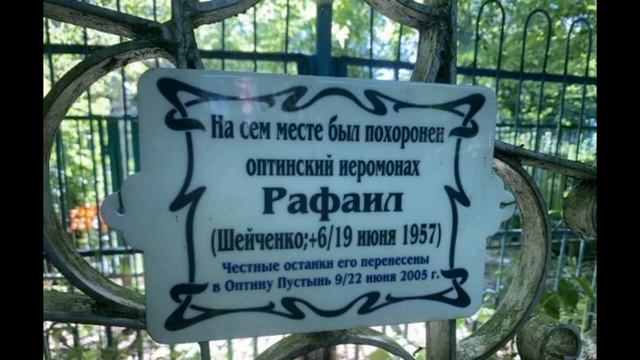 На сем месте был похоронен
оптинский иеромонах
Рафаил
(Шейченко;+6/19 июня 1957)
Честные останки его перенесены
в Оптину Пустынь 9/22 июня 2005 г.